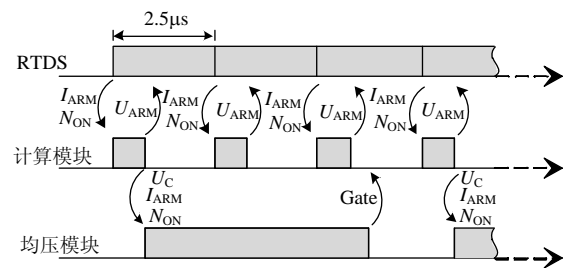 2.5μs
RTDS
I_ARM N_ON U_ARM I_ARM N_ON U_ARM I_ARM N_ON U_ARM I_ARM N_ON U_ARM
计算模块
U_C I_ARM N_ON Gate U_C I_ARM N_ON
均压模块